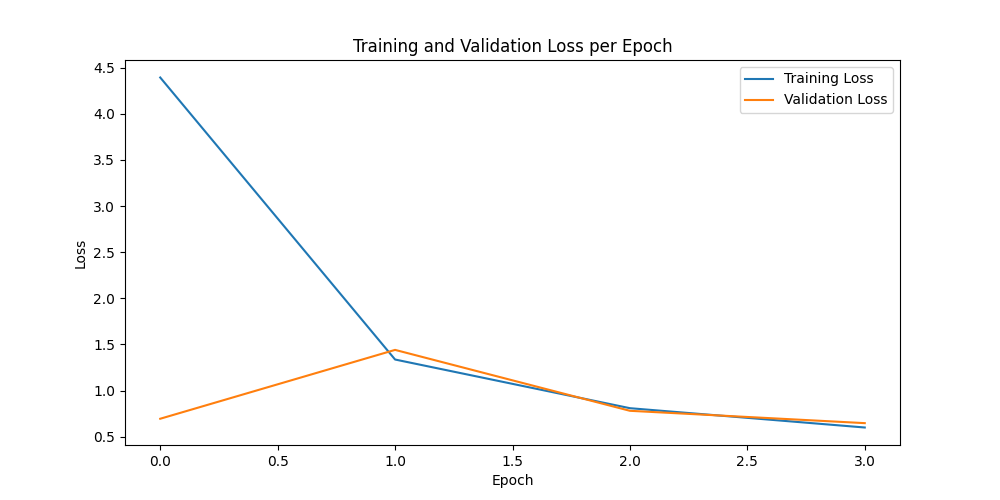 Training and Validation Loss per Epoch
Training Loss
Validation Loss
4.5
4.0
3.5
3.0
2.5
2.0
1.5
1.0
0.5
Loss
0.0 0.5 1.0 1.5 2.0 2.5 3.0
Epoch